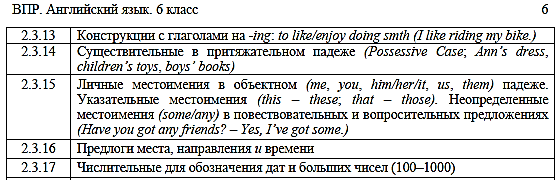 ВПР. Английский язык. 6 класс 6
2.3.13 Конструкции с глаголами на -ing: to like/enjoy doing smth (I like riding my bike.)
2.3.14 Существительные в притяжательном падеже (Possessive Case; Ann’s dress,
children’s toys, boys’ books)
2.3.15 Личные местоимения в объектном (me, you, him/her/it, us, them) падеже.
Указательные местоимения (this – these; that – those). Неопределенные
местоимения (some/any) в повествовательных и вопросительных предложениях
(Have you got any friends? – Yes, I’ve got some.)
2.3.16 Предлоги места, направления и времени
2.3.17 Числительные для обозначения дат и больших чисел (100–1000)